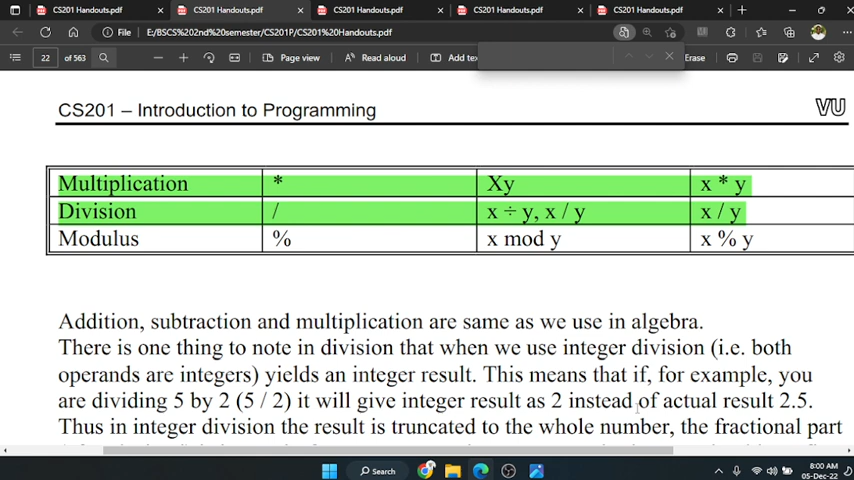 CS201 Handouts.pdf
CS201 Handouts.pdf
CS201 Handouts.pdf
CS201 Handouts.pdf
CS201 Handouts.pdf
File E:/BSCS%202nd%20semester/CS201P/CS201%20Handouts.pdf
22 of 563
Page view
Read aloud
Add tex
Erase
CS201 – Introduction to Programming
VU
Multiplication * Xy x * y
Division / x ÷ y, x / y x / y
Modulus % x mod y x % y
Addition, subtraction and multiplication are same as we use in algebra.
There is one thing to note in division that when we use integer division (i.e. both
operands are integers) yields an integer result. This means that if, for example, you
are dividing 5 by 2 (5 / 2) it will give integer result as 2 instead of actual result 2.5.
Thus in integer division the result is truncated to the whole number, the fractional part
Search
8:00 AM
05-Dec-22